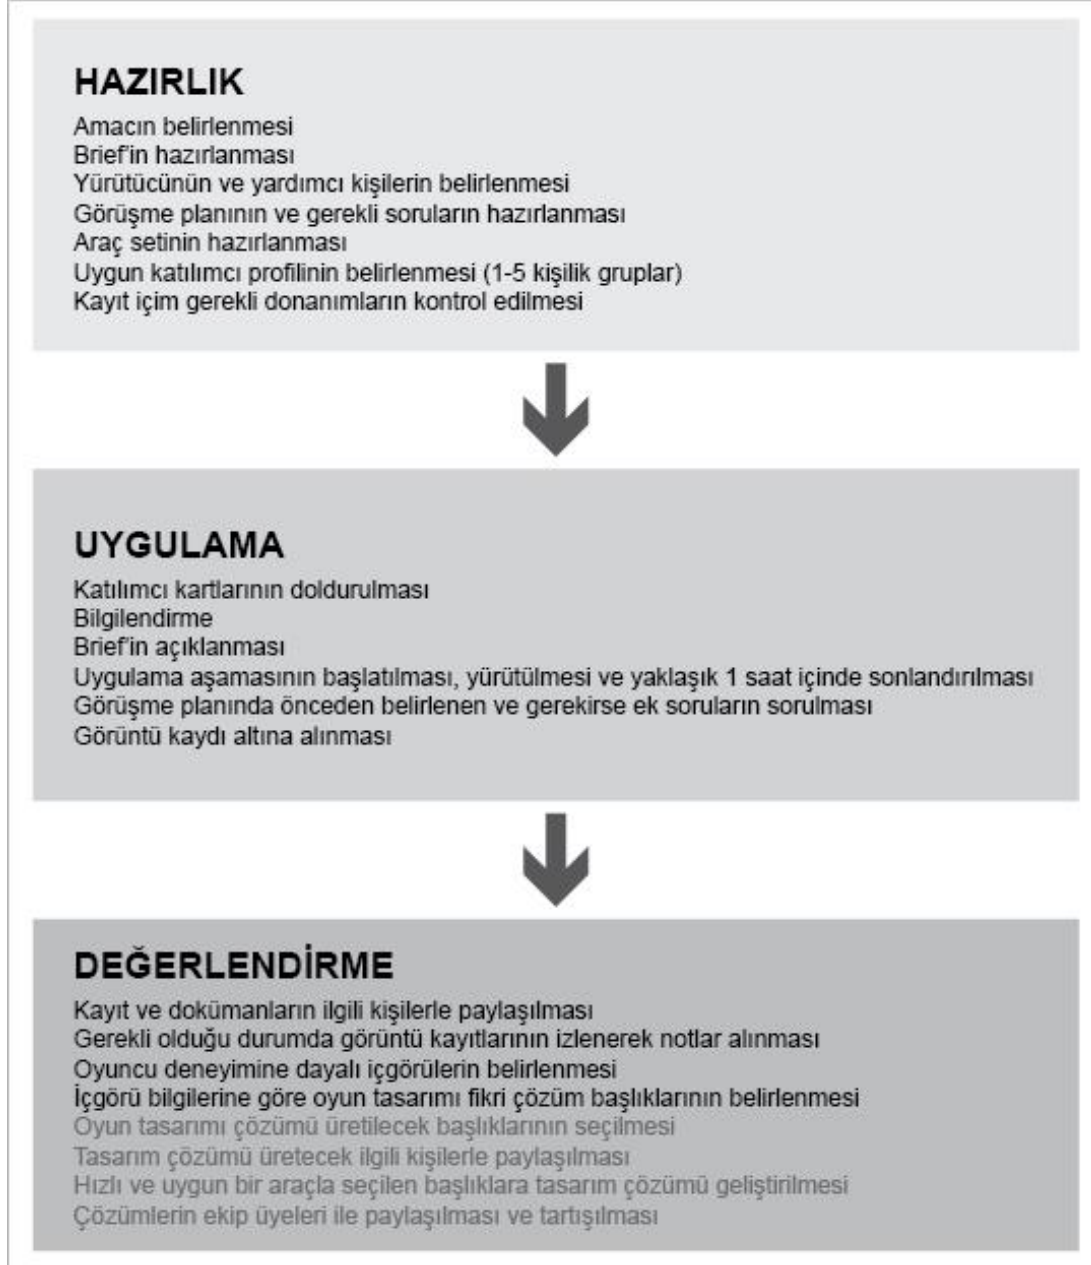 HAZIRLIK
Amacın belirlenmesi
Brief'in hazırlanması
Yürütücünün ve yardımcı kişilerin belirlenmesi
Görüşme planının ve gerekli soruların hazırlanması
Araç setinin hazırlanması
Uygun katılımcı profilinin belirlenmesi (1-5 kişilik gruplar)
Kayıt içim gerekli donanımların kontrol edilmesi
UYGULAMA
Katılımcı kartlarının doldurulması
Bilgilendirme
Brief'in açıklanması
Uygulama aşamasının başlatılması, yürütülmesi ve yaklaşık 1 saat içinde sonlandırılması
Görüşme planında önceden belirlenen ve gerekirse ek soruların sorulması
Görüntü kaydı altına alınması
DEĞERLENDİRME
Kayıt ve dokümanların ilgili kişilerle paylaşılması
Gerekli olduğu durumda görüntü kayıtlarının izlenerek notlar alınması
Oyuncu deneyimine dayalı içgörülerin belirlenmesi
İçgörü bilgilerine göre oyun tasarımı fikri çözüm başlıklarının belirlenmesi
Oyun tasarımı çözümü üretilecek başlıklarının seçilmesi
Tasarım çözümü üretecek ilgili kişilerle paylaşılması
Hızlı ve uygun bir araçla seçilen başlıklara tasarım çözümü geliştirilmesi
Çözümlerin ekip üyeleri ile paylaşılması ve tartışılması